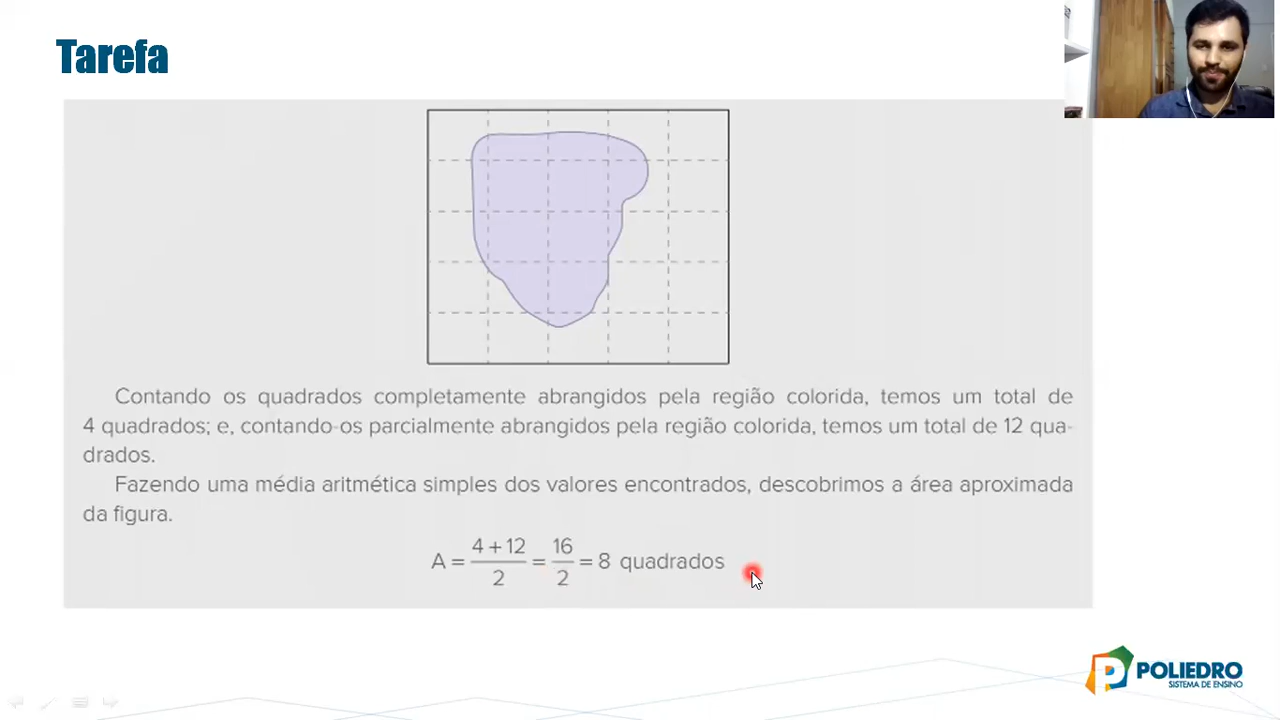 Tarefa
Contando os quadrados completamente abrangidos pela região colorida, temos um total de
4 quadrados; e, contando os parcialmente abrangidos pela região colorida, temos um total de 12 qua-
drados.
Fazendo uma média aritmética simples dos valores encontrados, descobrimos a área aproximada
da figura.
A = (4 + 12)/2 = 16/2 = 8 quadrados
POLIEDRO
SISTEMA DE ENSINO